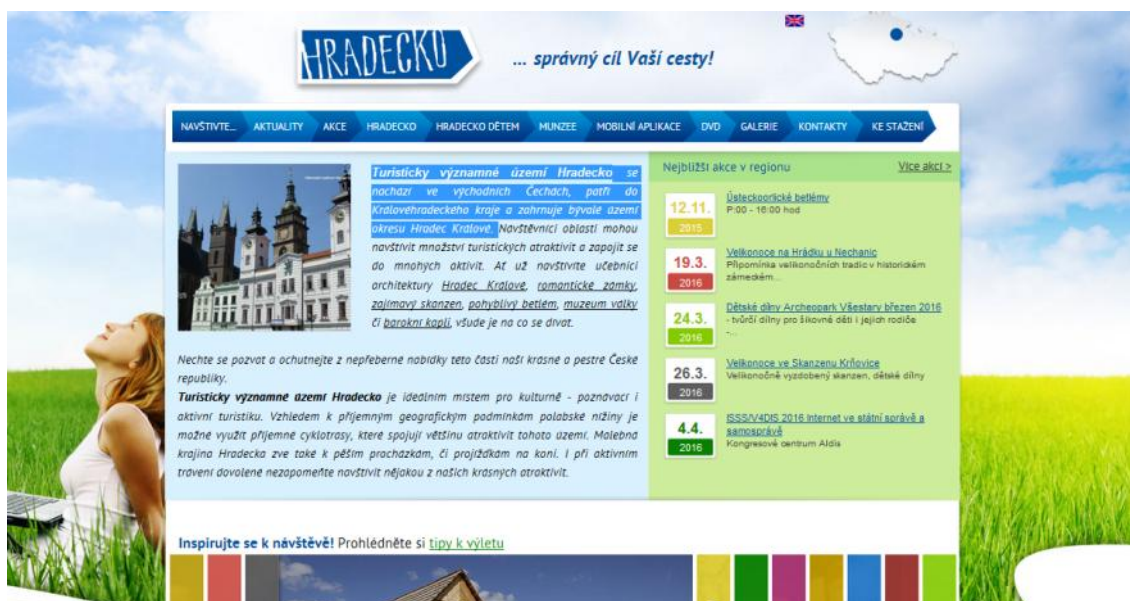 HRADECKO
... správný cíl Vaší cesty!
NAVŠTIVTE... AKTUALITY AKCE HRADECKO HRADECKO DĚTEM MUNZEE MOBILNÍ APLIKACE DVD GALERIE KONTAKTY KE STAŽENÍ
Turisticky významné území Hradecko se
nachází ve východních Čechách, patří do
Královéhradeckého kraje a zahrnuje bývalé území
okresu Hradec Králové. Návštěvníci oblasti mohou
navštívit množství turistických atraktivit a zapojit se
do mnohých aktivit. Ať už navštívíte učebnici
architektury Hradec Králové, romantické zámky,
zajímavý skanzen, pohyblivý betlém, muzeum války
či barokní kapli, všude je na co se dívat.
Nechte se pozvat a ochutnejte z nepřeberné nabídky této části naší krásné a pestré České
republiky.
Turisticky významné území Hradecko je ideálním místem pro kulturně - poznávací i
aktivní turistiku. Vzhledem k příjemným geografickým podmínkám polabské nížiny je
možné využít příjemné cyklotrasy, které spojují většinu atraktivit tohoto území. Malebná
krajina Hradecka zve také k pěším procházkám, či projížďkám na koni. I při aktivním
trávení dovolené nezapomeňte navštívit nějakou z našich krásných atraktivit.
Nejbližší akce v regionu Více akcí >
12.11.
2015
Ústeckoorlické betlémy
P:00 - 16:00 hod
19.3.
2016
Velikonoce na Hrádku u Nechanic
Připomínka velikonočních tradic v historickém
zámeckém...
24.3.
2016
Dětské dílny Archeopark Všestary březen 2016
- tvůrčí dílny pro šikovné děti i jejich rodiče
-...
26.3.
2016
Velikonoce ve Skanzenu Krňovice
Velikonočně vyzdobený skanzen, dětské dílny
4.4.
2016
ISSS/V4DIS 2016 Internet ve státní správě a
samosprávě
Kongresové centrum Aldis
Inspirujte se k návštěvě! Prohlédněte si tipy k výletu